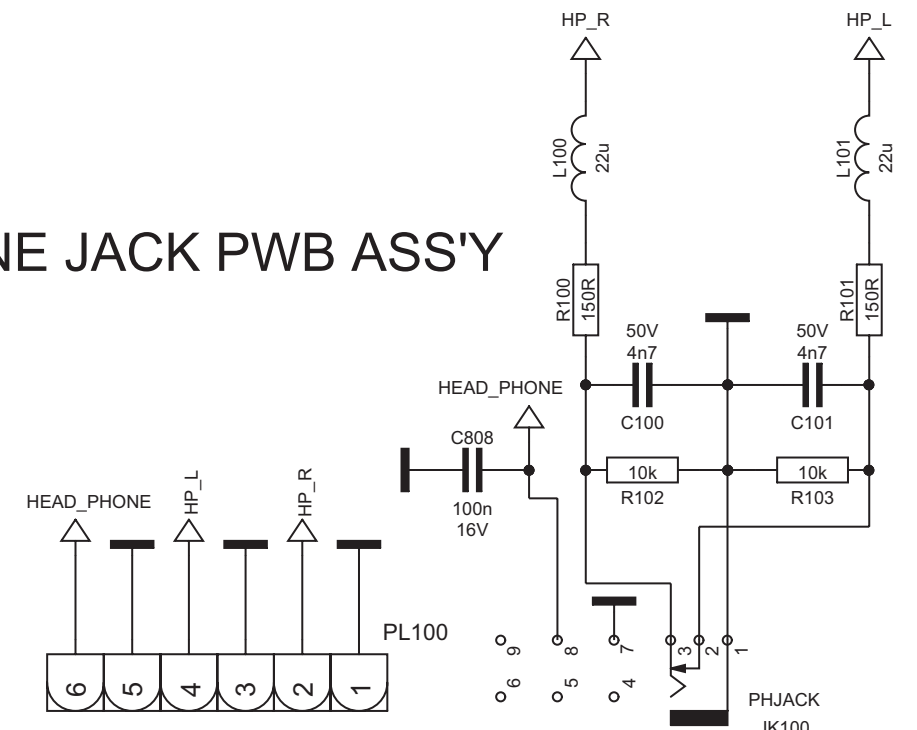 HP_R
HP_L
L100
22u
L101
22u
NE JACK PWB ASS'Y
R100
150R
R101
150R
50V
4n7
C100
50V
4n7
C101
HEAD_PHONE
C808
100n
16V
10k
R102
10k
R103
HEAD_PHONE
HP_L
HP_R
PL100
6
5
4
3
2
1
9
8
7
3
2
1
6
5
4
PHJACK
JK100